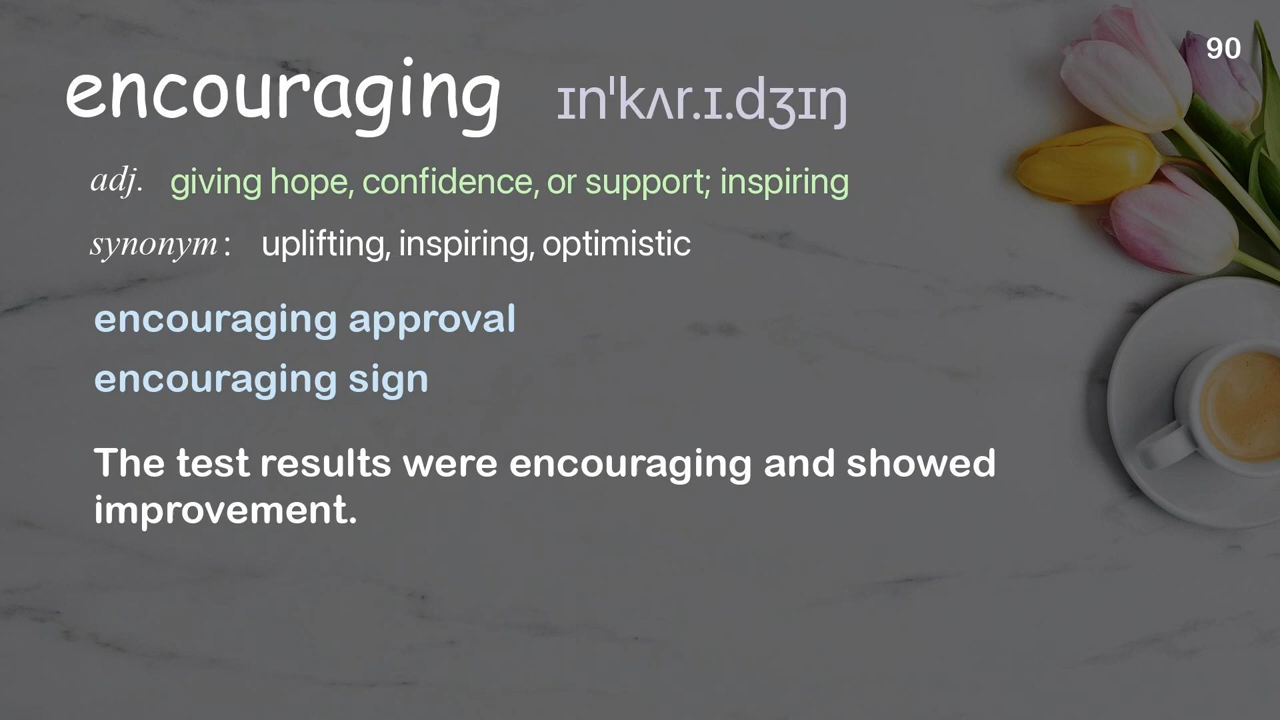 90
encouraging ɪnˈkʌr.ɪ.dʒɪŋ
adj. giving hope, confidence, or support; inspiring
synonym: uplifting, inspiring, optimistic
encouraging approval
encouraging sign
The test results were encouraging and showed
improvement.